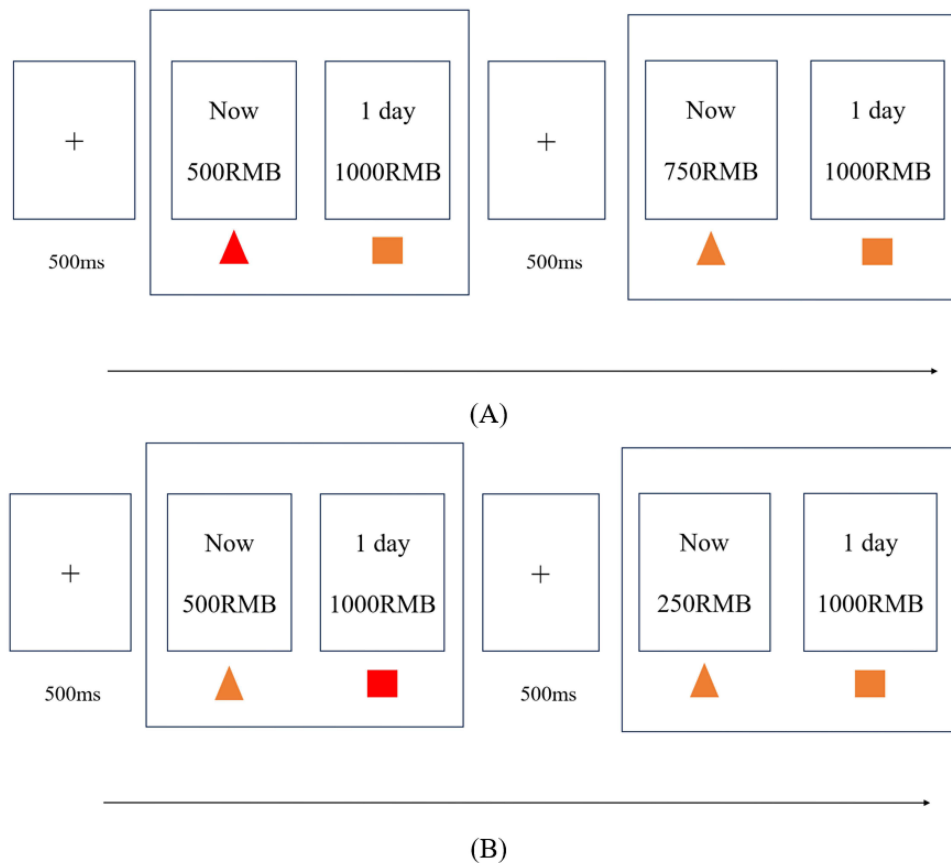 +
Now
500RMB
1 day
1000RMB
+
Now
750RMB
1 day
1000RMB
500ms
500ms
(A)
+
Now
500RMB
1 day
1000RMB
+
Now
250RMB
1 day
1000RMB
500ms
500ms
(B)